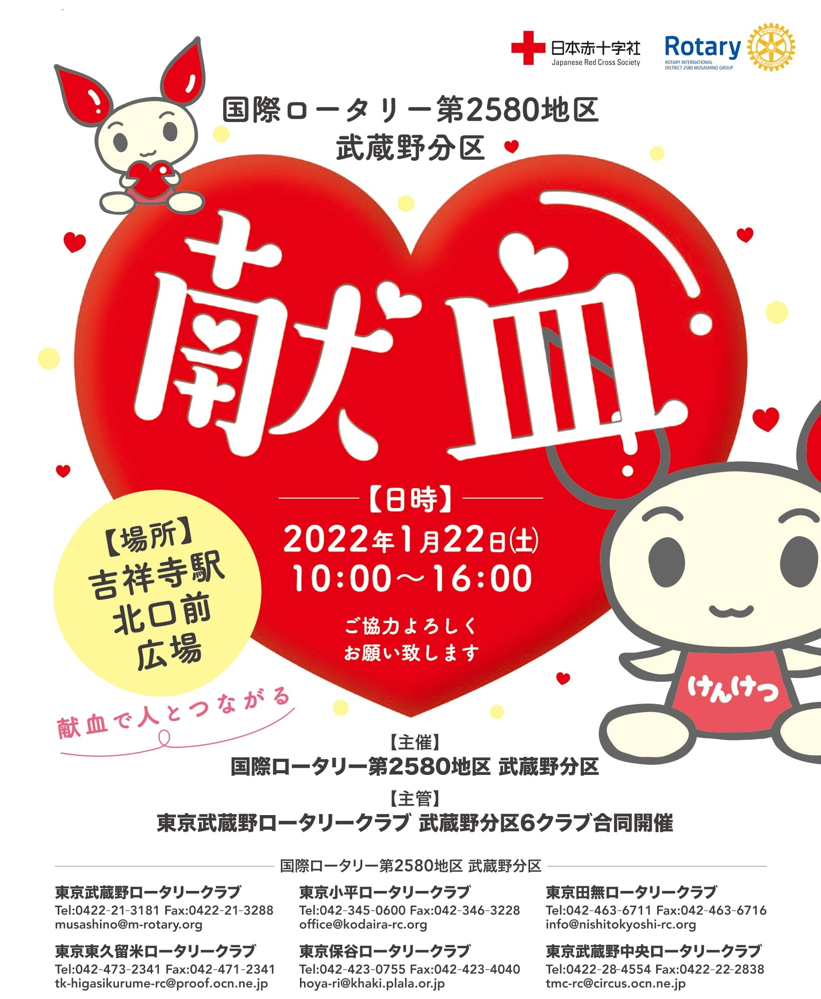 日本赤十字社
Japanese Red Cross Society
Rotary
ROTARY INTERNATIONAL
DISTRICT 2580 MUSASHINO GROUP
ROTARY
INTERNATIONAL
国際ロータリー第2580地区
武蔵野分区
献血
【日時】
2022年1月22日(土)
10:00〜16:00
ご協力よろしく
お願い致します
【場所】
吉祥寺駅
北口前
広場
献血で人とつながる
けんけつ
【主催】
国際ロータリー第2580地区 武蔵野分区
【主管】
東京武蔵野ロータリークラブ 武蔵野分区6クラブ合同開催
国際ロータリー第2580地区 武蔵野分区
東京武蔵野ロータリークラブ
Tel:0422-21-3181 Fax:0422-21-3288
musashino@m-rotary.org
東京小平ロータリークラブ
Tel:042-345-0600 Fax:042-346-3228
office@kodaira-rc.org
東京田無ロータリークラブ
Tel:042-463-6711 Fax:042-463-6716
info@nishitokyoshi-rc.org
東京東久留米ロータリークラブ
Tel:042-473-2341 Fax:042-471-2341
tk-higasikurume-rc@proof.ocn.ne.jp
東京保谷ロータリークラブ
Tel:042-423-0755 Fax:042-423-4040
hoya-ri@khaki.plala.or.jp
東京武蔵野中央ロータリークラブ
Tel:0422-28-4554 Fax:0422-22-2838
tmc-rc@circus.ocn.ne.jp